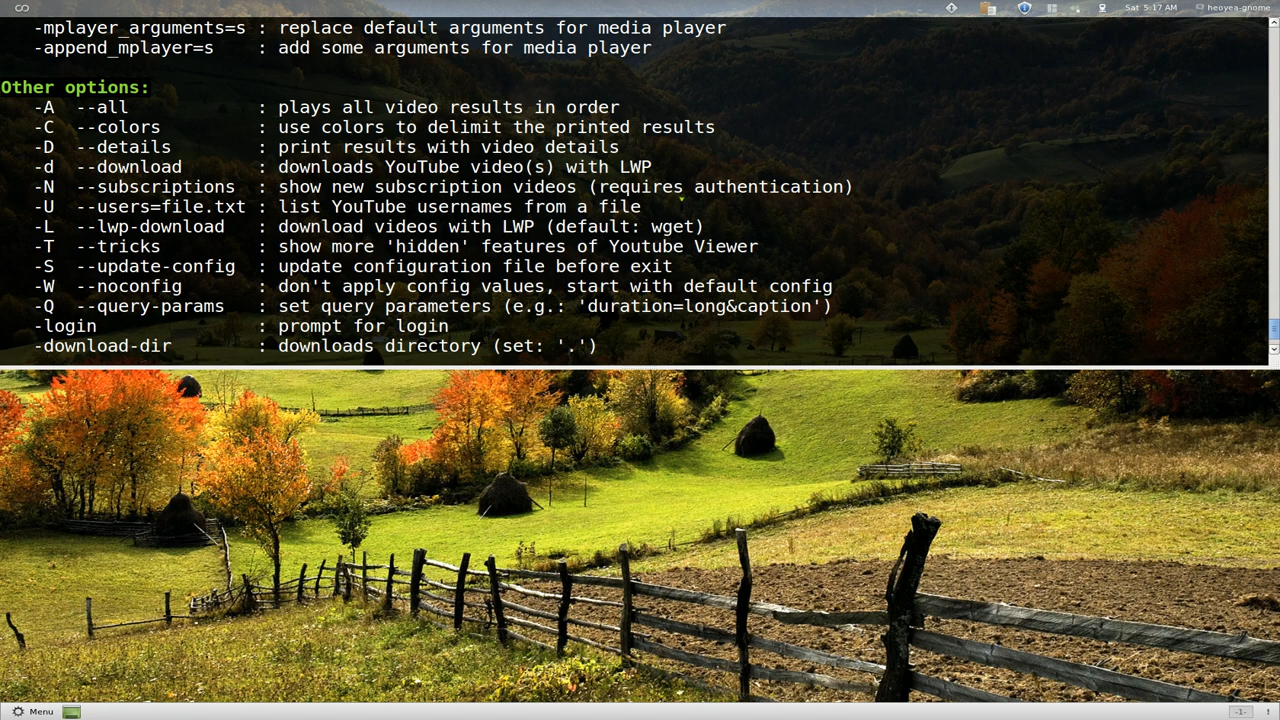 Sat 5:17 AM heoyea-gnome
-mplayer_arguments=s : replace default arguments for media player
-append_mplayer=s : add some arguments for media player
Other options:
-A --all : plays all video results in order
-C --colors : use colors to delimit the printed results
-D --details : print results with video details
-d --download : downloads YouTube video(s) with LWP
-N --subscriptions : show new subscription videos (requires authentication)
-U --users=file.txt : list YouTube usernames from a file
-L --lwp-download : download videos with LWP (default: wget)
-T --tricks : show more 'hidden' features of Youtube Viewer
-S --update-config : update configuration file before exit
-W --noconfig : don't apply config values, start with default config
-Q --query-params : set query parameters (e.g.: 'duration=long&caption')
-login : prompt for login
-download-dir : downloads directory (set: '.')
Menu -1- !